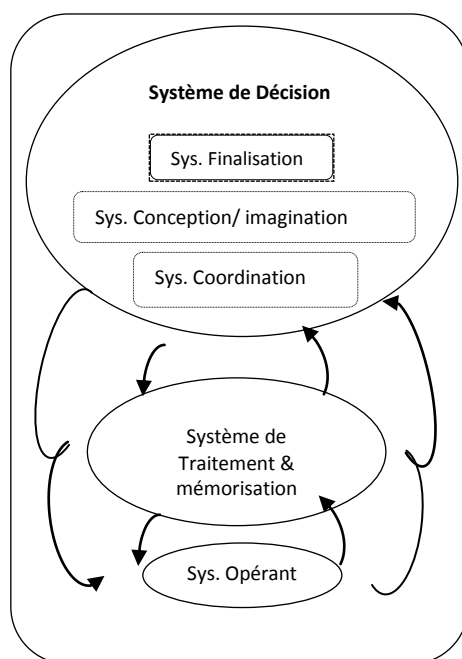 Système de Décision
Sys. Finalisation
Sys. Conception/ imagination
Sys. Coordination
Système de
Traitement &
mémorisation
Sys. Opérant